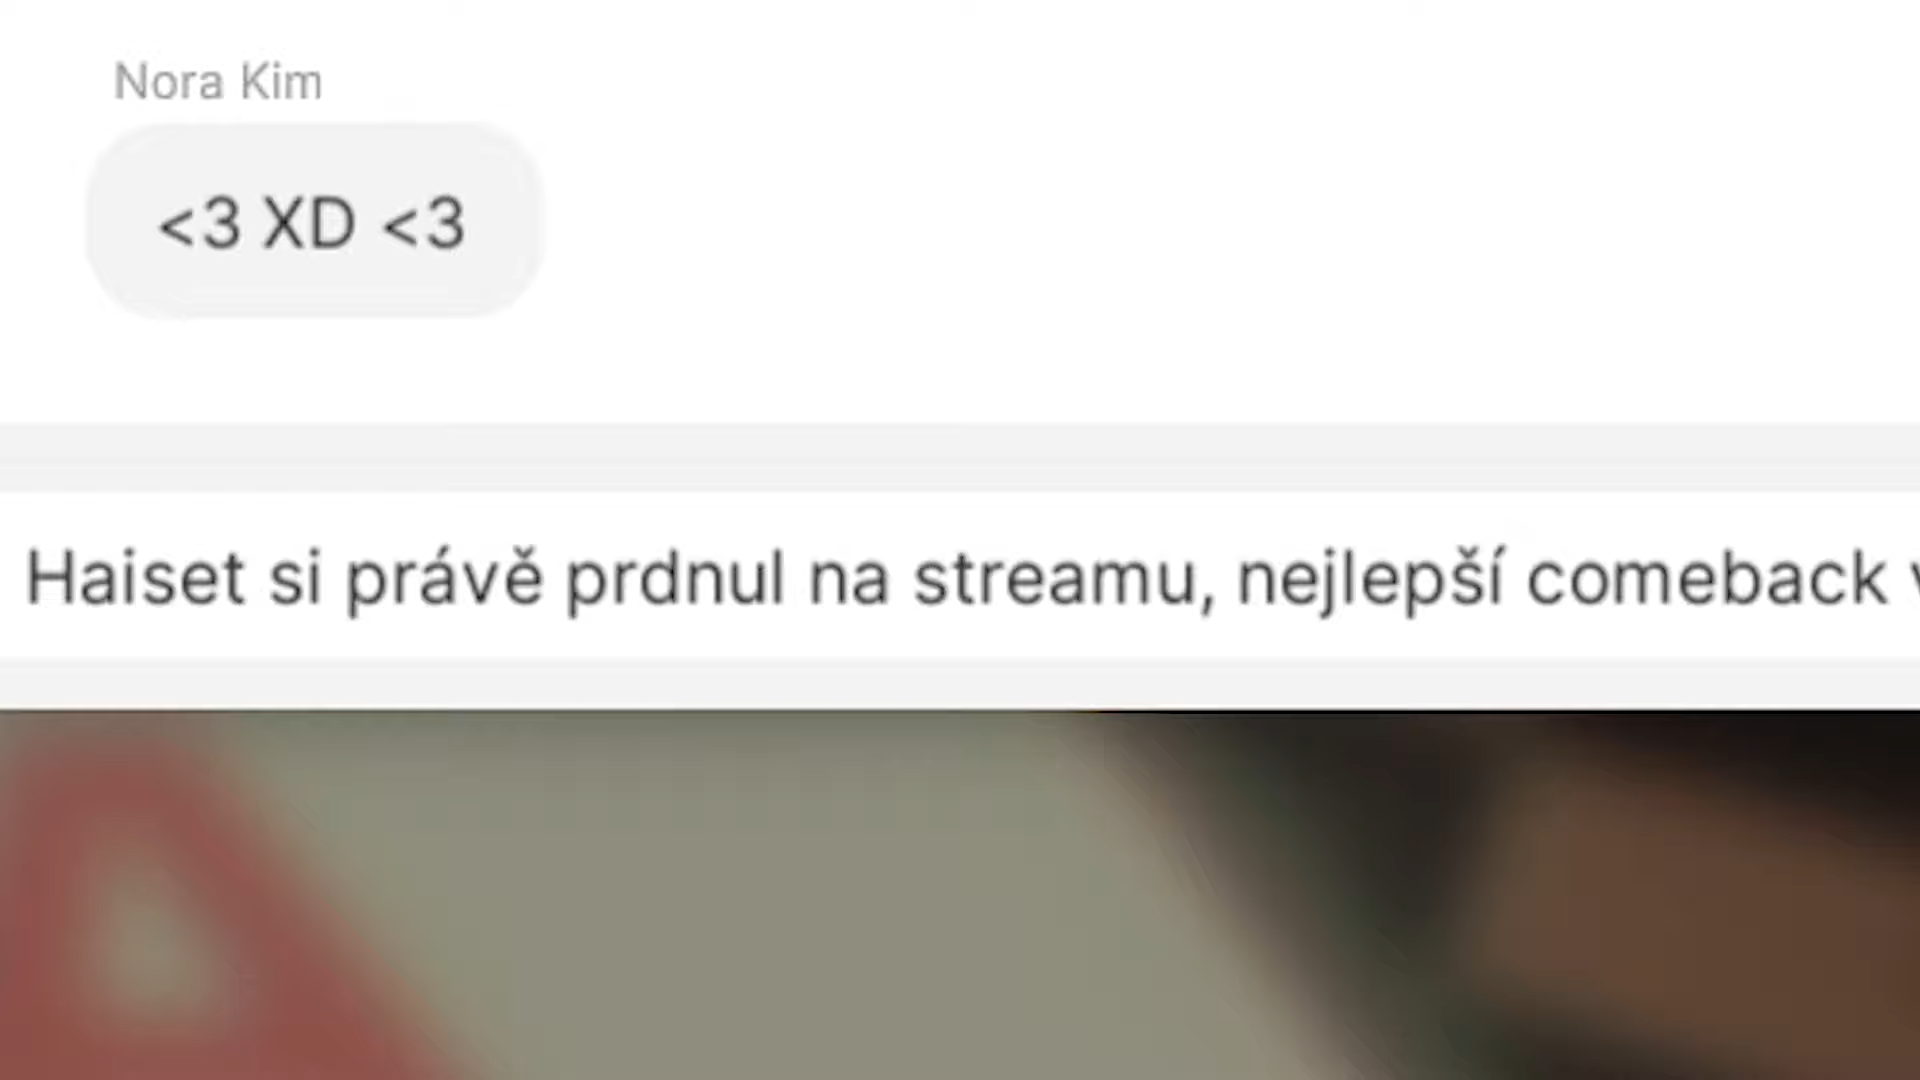 Nora Kim
<3 XD <3
Haiset si právě prdnul na streamu, nejlepší comeback